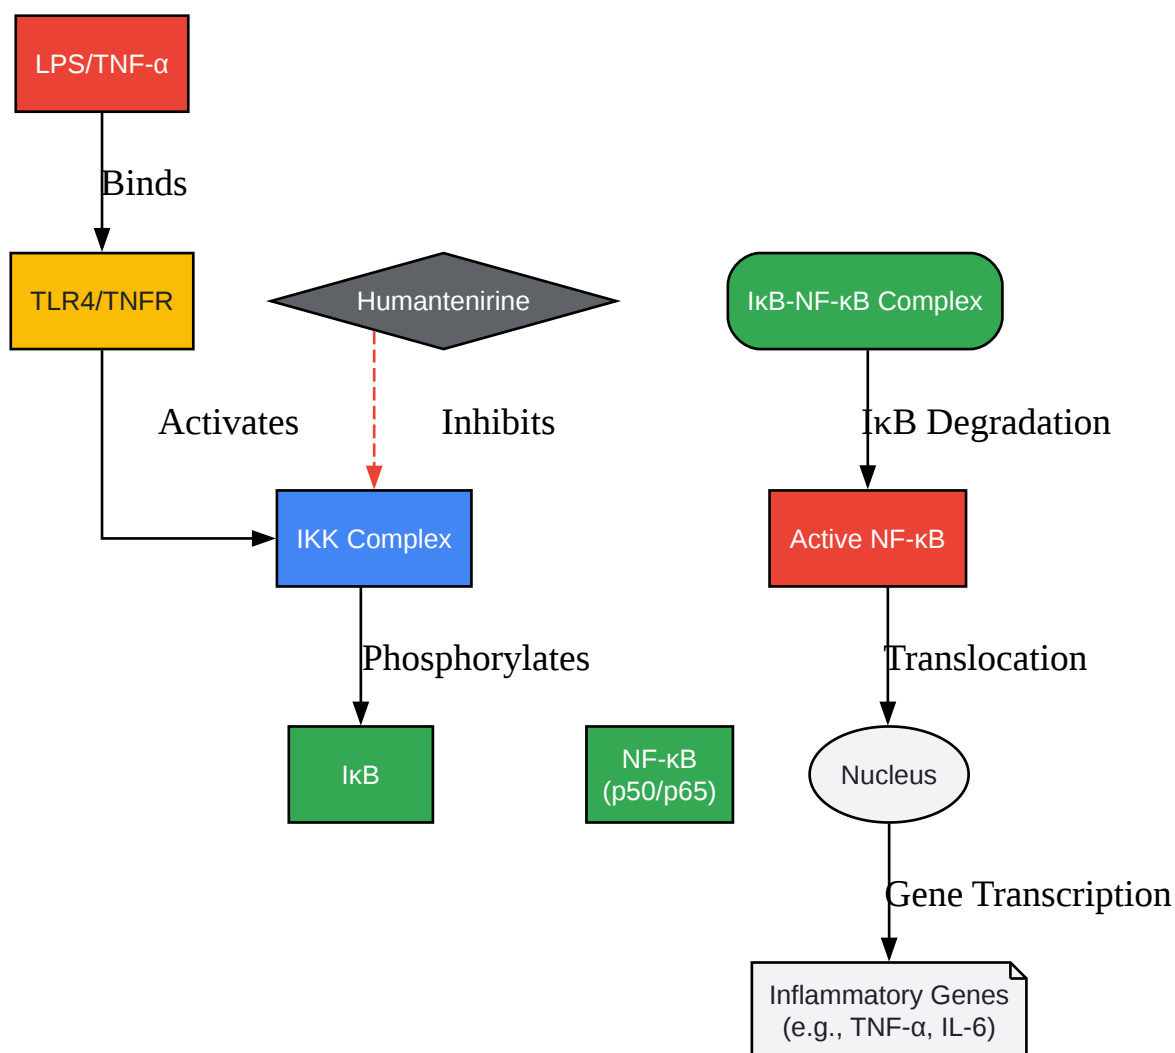 LPS/TNF-α
Binds
TLR4/TNFR
Humantenirine
IκB-NF-κB Complex
Activates
Inhibits
IκB Degradation
IKK Complex
Active NF-κB
Phosphorylates
Translocation
IκB
NF-κB
(p50/p65)
Nucleus
Gene Transcription
Inflammatory Genes
(e.g., TNF-α, IL-6)